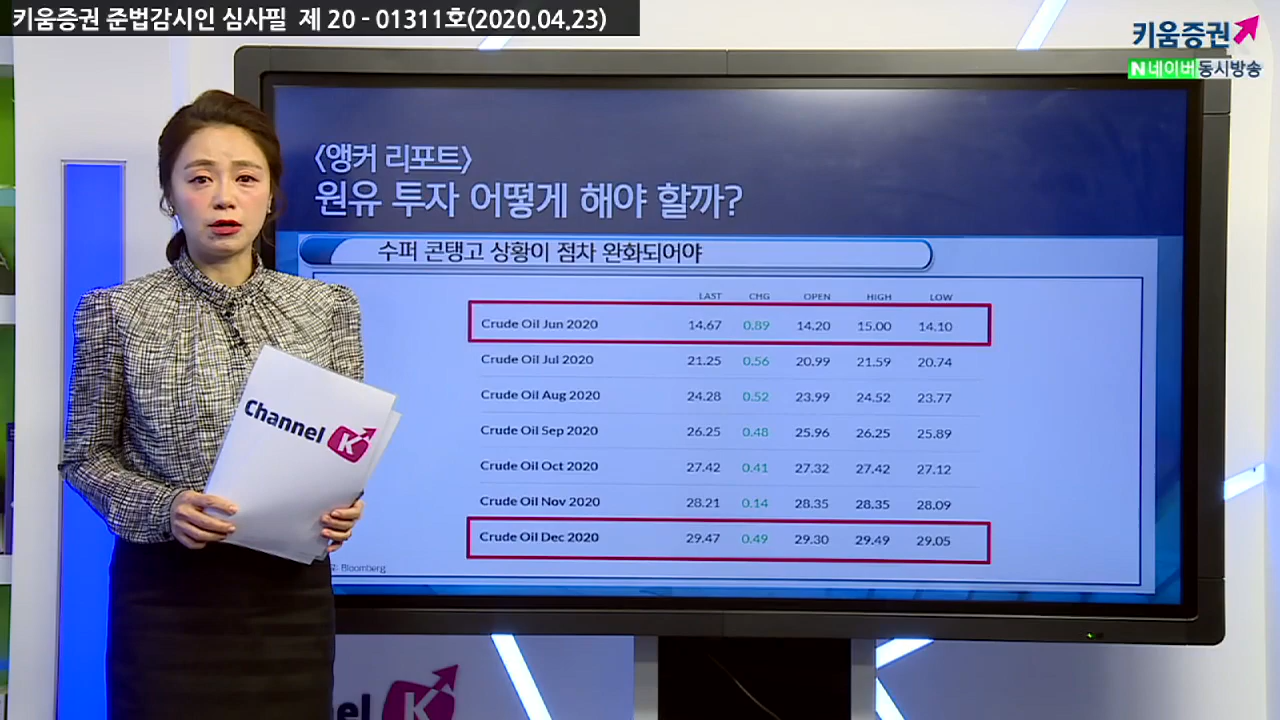 키움증권 준법감시인 심사필 제 20 - 01311호(2020.04.23)
키움증권
N 네이버 동시방송
<앵커 리포트>
원유 투자 어떻게 해야 할까?
수퍼 콘탱고 상황이 점차 완화되어야
LAST CHG OPEN HIGH LOW
Crude Oil Jun 2020 14.67 0.89 14.20 15.00 14.10
Crude Oil Jul 2020 21.25 0.56 20.99 21.59 20.74
Crude Oil Aug 2020 24.28 0.52 23.99 24.52 23.77
Crude Oil Sep 2020 26.25 0.48 25.96 26.25 25.89
Crude Oil Oct 2020 27.42 0.41 27.32 27.42 27.12
Crude Oil Nov 2020 28.21 0.14 28.35 28.35 28.09
Crude Oil Dec 2020 29.47 0.49 29.30 29.49 29.05
Bloomberg
Channel K
nel K